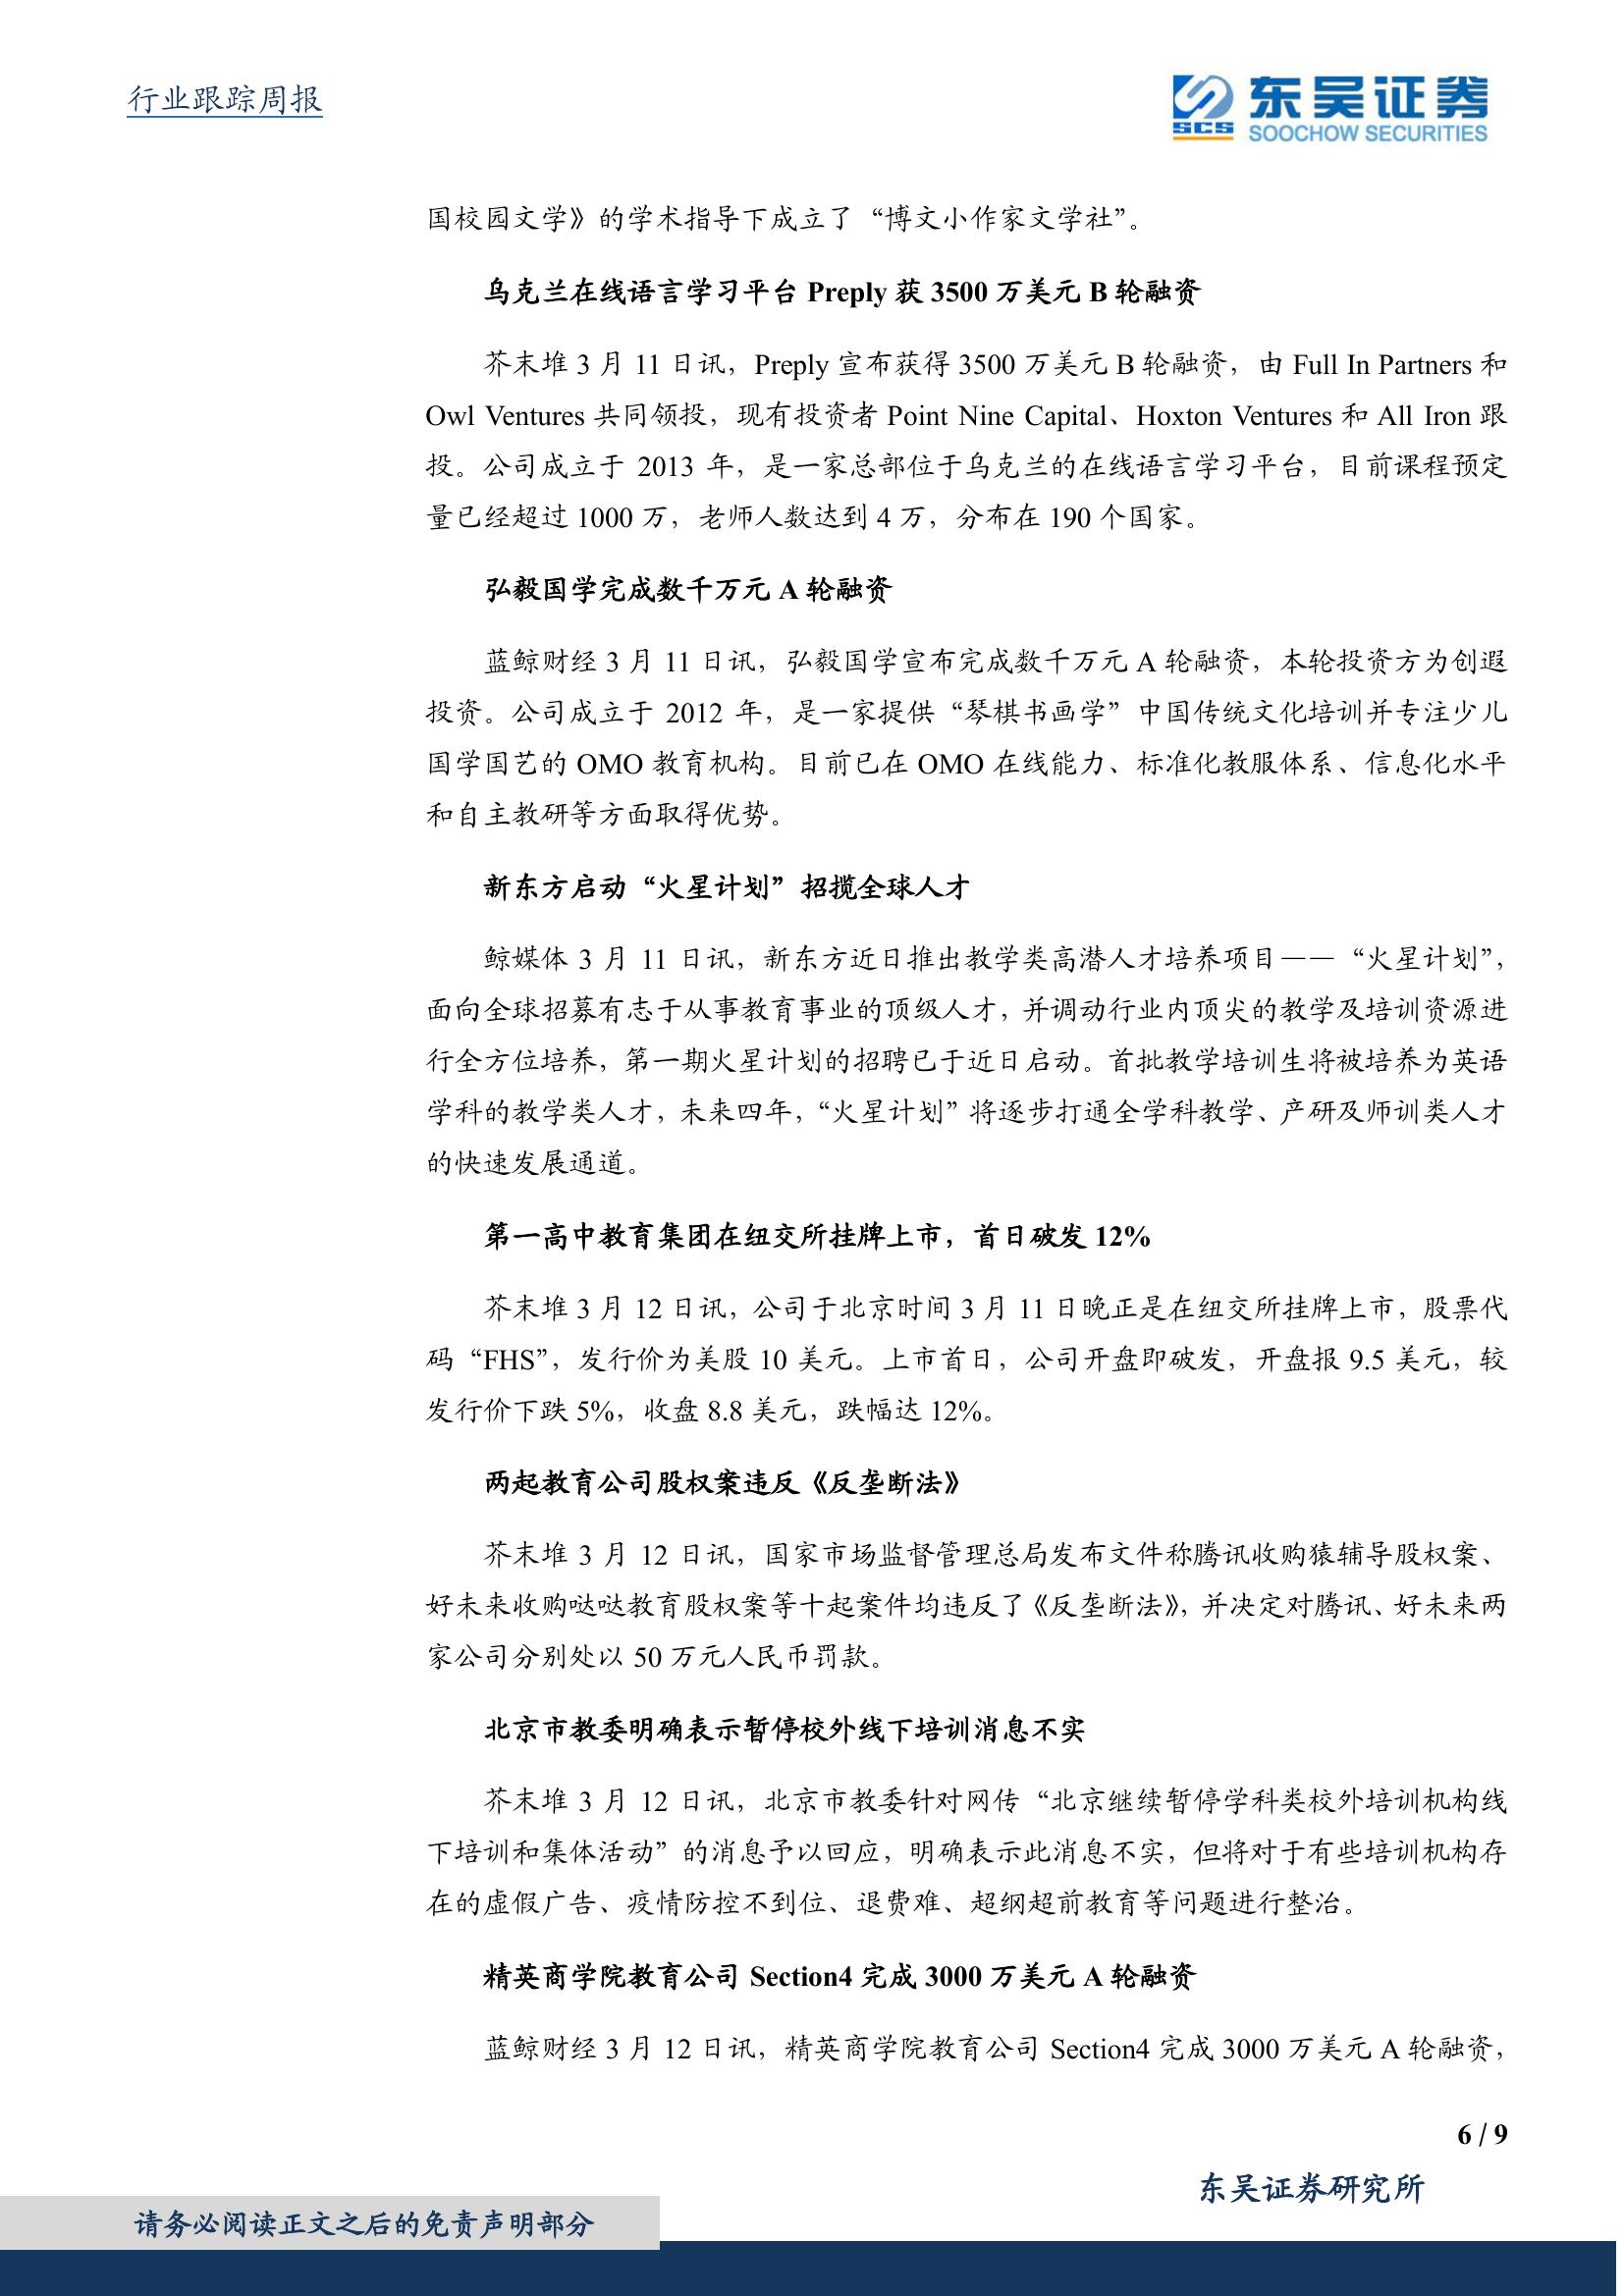 行业跟踪周报
SCS
东吴证券
SOOCHOW SECURITIES
国校园文学》的学术指导下成立了“博文小作家文学社”。
乌克兰在线语言学习平台 Preply 获 3500 万美元 B 轮融资
芥末堆 3 月 11 日讯，Preply 宣布获得 3500 万美元 B 轮融资，由 Full In Partners 和
Owl Ventures 共同领投，现有投资者 Point Nine Capital、Hoxton Ventures 和 All Iron 跟
投。公司成立于 2013 年，是一家总部位于乌克兰的在线语言学习平台，目前课程预定
量已经超过 1000 万，老师人数达到 4 万，分布在 190 个国家。
弘毅国学完成数千万元 A 轮融资
蓝鲸财经 3 月 11 日讯，弘毅国学宣布完成数千万元 A 轮融资，本轮投资方为创遐
投资。公司成立于 2012 年，是一家提供“琴棋书画学”中国传统文化培训并专注少儿
国学国艺的 OMO 教育机构。目前已在 OMO 在线能力、标准化教服体系、信息化水平
和自主教研等方面取得优势。
新东方启动“火星计划”招揽全球人才
鲸媒体 3 月 11 日讯，新东方近日推出教学类高潜人才培养项目——“火星计划”，
面向全球招募有志于从事教育事业的顶级人才，并调动行业内顶尖的教学及培训资源进
行全方位培养，第一期火星计划的招聘已于近日启动。首批教学培训生将被培养为英语
学科的教学类人才，未来四年，“火星计划”将逐步打通全学科教学、产研及师训类人才
的快速发展通道。
第一高中教育集团在纽交所挂牌上市，首日破发 12%
芥末堆 3 月 12 日讯，公司于北京时间 3 月 11 日晚正是在纽交所挂牌上市，股票代
码“FHS”，发行价为美股 10 美元。上市首日，公司开盘即破发，开盘报 9.5 美元，较
发行价下跌 5%，收盘 8.8 美元，跌幅达 12%。
两起教育公司股权案违反《反垄断法》
芥末堆 3 月 12 日讯，国家市场监督管理总局发布文件称腾讯收购猿辅导股权案、
好未来收购哒哒教育股权案等十起案件均违反了《反垄断法》，并决定对腾讯、好未来两
家公司分别处以 50 万元人民币罚款。
北京市教委明确表示暂停校外线下培训消息不实
芥末堆 3 月 12 日讯，北京市教委针对网传“北京继续暂停学科类校外培训机构线
下培训和集体活动”的消息予以回应，明确表示此消息不实，但将对于有些培训机构存
在的虚假广告、疫情防控不到位、退费难、超纲超前教育等问题进行整治。
精英商学院教育公司 Section4 完成 3000 万美元 A 轮融资
蓝鲸财经 3 月 12 日讯，精英商学院教育公司 Section4 完成 3000 万美元 A 轮融资，
6 / 9
东吴证券研究所
请务必阅读正文之后的免责声明部分